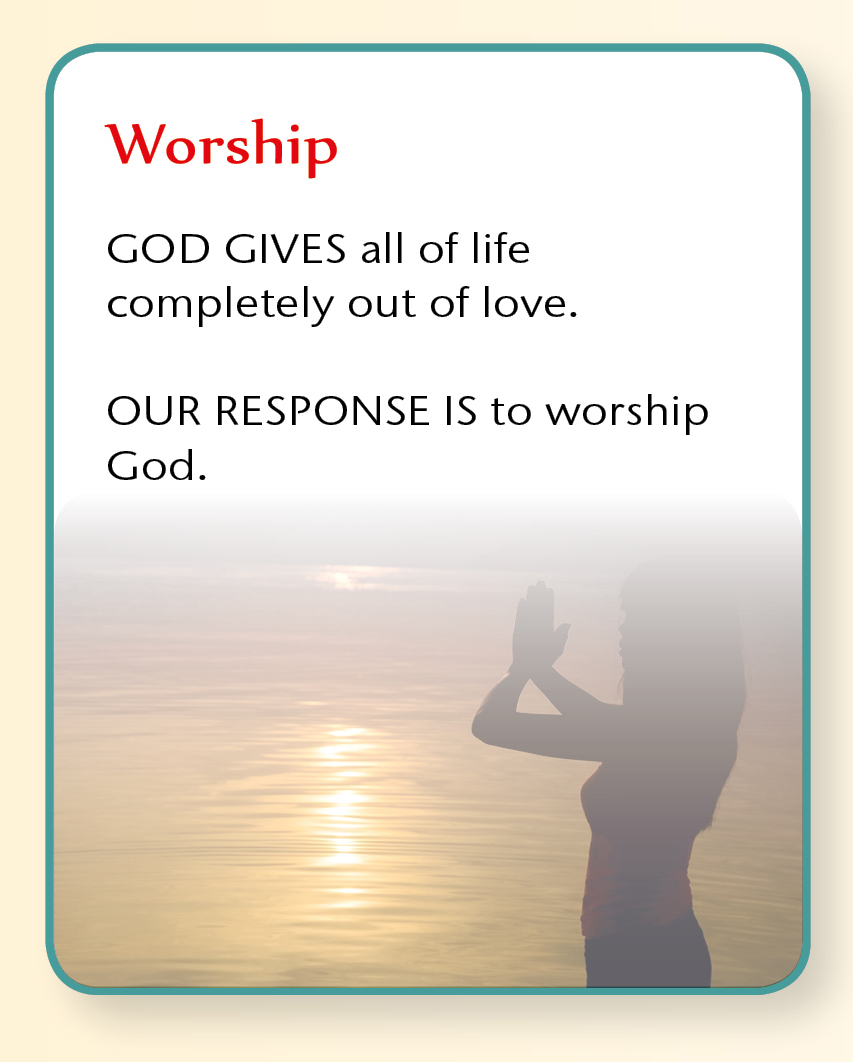 Worship
GOD GIVES all of life
completely out of love.
OUR RESPONSE IS to worship
God.